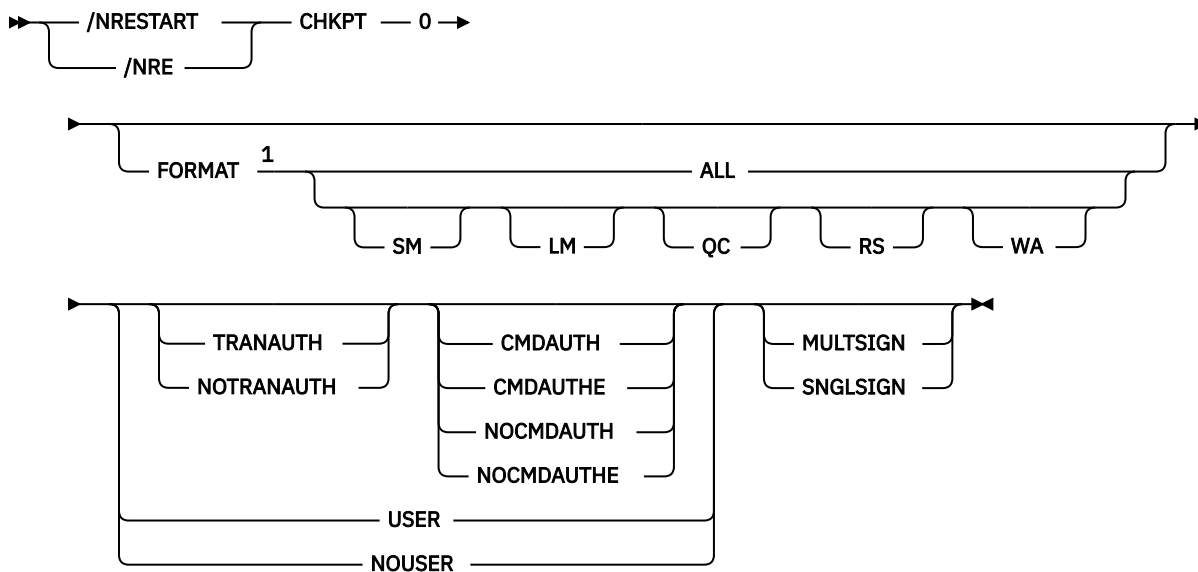 /NRESTART CHKPT 0
/NRE
FORMAT 1 ALL
SM LM QC RS WA
TRANAUTH CMDAUTH MULTSIGN
NOTRANAUTH CMDAUTHE SNGLSIGN
NOCMDAUTH
NOCMDAUTHE
USER
NOUSER